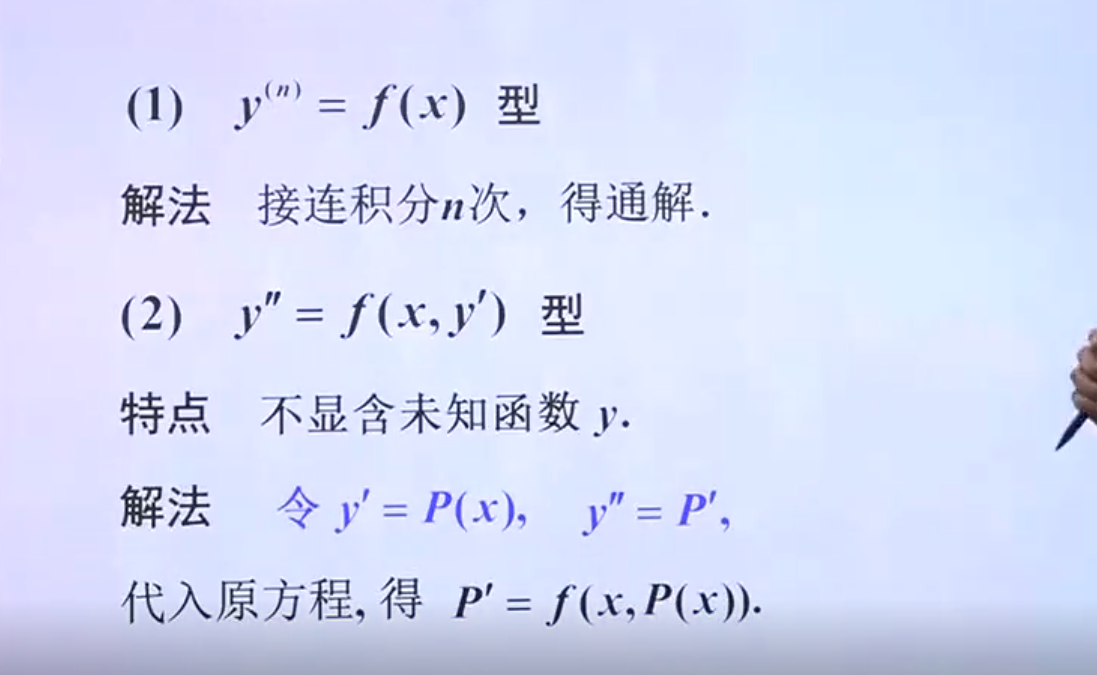 (1) y⁽ⁿ⁾ = f(x) 型
解法 接连积分n次，得通解.
(2) y″ = f(x, y′) 型
特点 不显含未知函数 y.
解法 令 y′ = P(x), y″ = P′,
代入原方程, 得 P′ = f(x, P(x)).